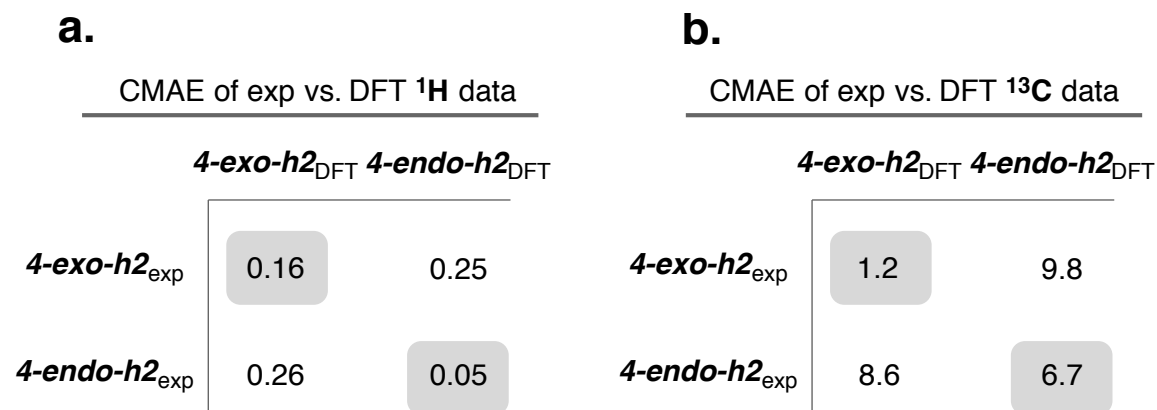 a.
CMAE of exp vs. DFT ¹H data
4-exo-h2DFT 4-endo-h2DFT
4-exo-h2exp 0.16 0.25
4-endo-h2exp 0.26 0.05
b.
CMAE of exp vs. DFT ¹³C data
4-exo-h2DFT 4-endo-h2DFT
4-exo-h2exp 1.2 9.8
4-endo-h2exp 8.6 6.7